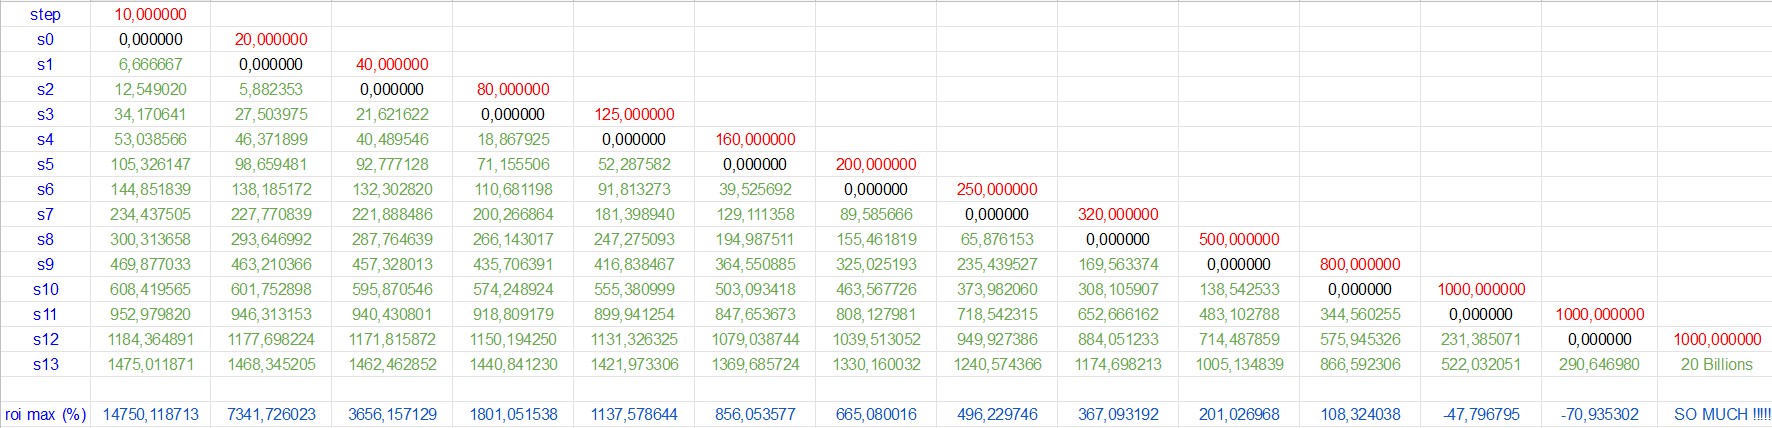 step 10,000000
s0 0,000000 20,000000
s1 6,666667 0,000000 40,000000
s2 12,549020 5,882353 0,000000 80,000000
s3 34,170641 27,503975 21,621622 0,000000 125,000000
s4 53,038566 46,371899 40,489546 18,867925 0,000000 160,000000
s5 105,326147 98,659481 92,777128 71,155506 52,287582 0,000000 200,000000
s6 144,851839 138,185172 132,302820 110,681198 91,813273 39,525692 0,000000 250,000000
s7 234,437505 227,770839 221,888486 200,266864 181,398940 129,111358 89,585666 0,000000 320,000000
s8 300,313658 293,646992 287,764639 266,143017 247,275093 194,987511 155,461819 65,876153 0,000000 500,000000
s9 469,877033 463,210366 457,328013 435,706391 416,838467 364,550885 325,025193 235,439527 169,563374 0,000000 800,000000
s10 608,419565 601,752898 595,870546 574,248924 555,380999 503,093418 463,567726 373,982060 308,105907 138,542533 0,000000 1000,000000
s11 952,979820 946,313153 940,430801 918,809179 899,941254 847,653673 808,127981 718,542315 652,666162 483,102788 344,560255 0,000000 1000,000000
s12 1184,364891 1177,698224 1171,815872 1150,194250 1131,326325 1079,038744 1039,513052 949,927386 884,051233 714,487859 575,945326 231,385071 0,000000 1000,000000
s13 1475,011871 1468,345205 1462,462852 1440,841230 1421,973306 1369,685724 1330,160032 1240,574366 1174,698213 1005,134839 866,592306 522,032051 290,646980 20 Billions
roi max (%) 14750,118713 7341,726023 3656,157129 1801,051538 1137,578644 856,053577 665,080016 496,229746 367,093192 201,026968 108,324038 -47,796795 -70,935302 SO MUCH !!!!!